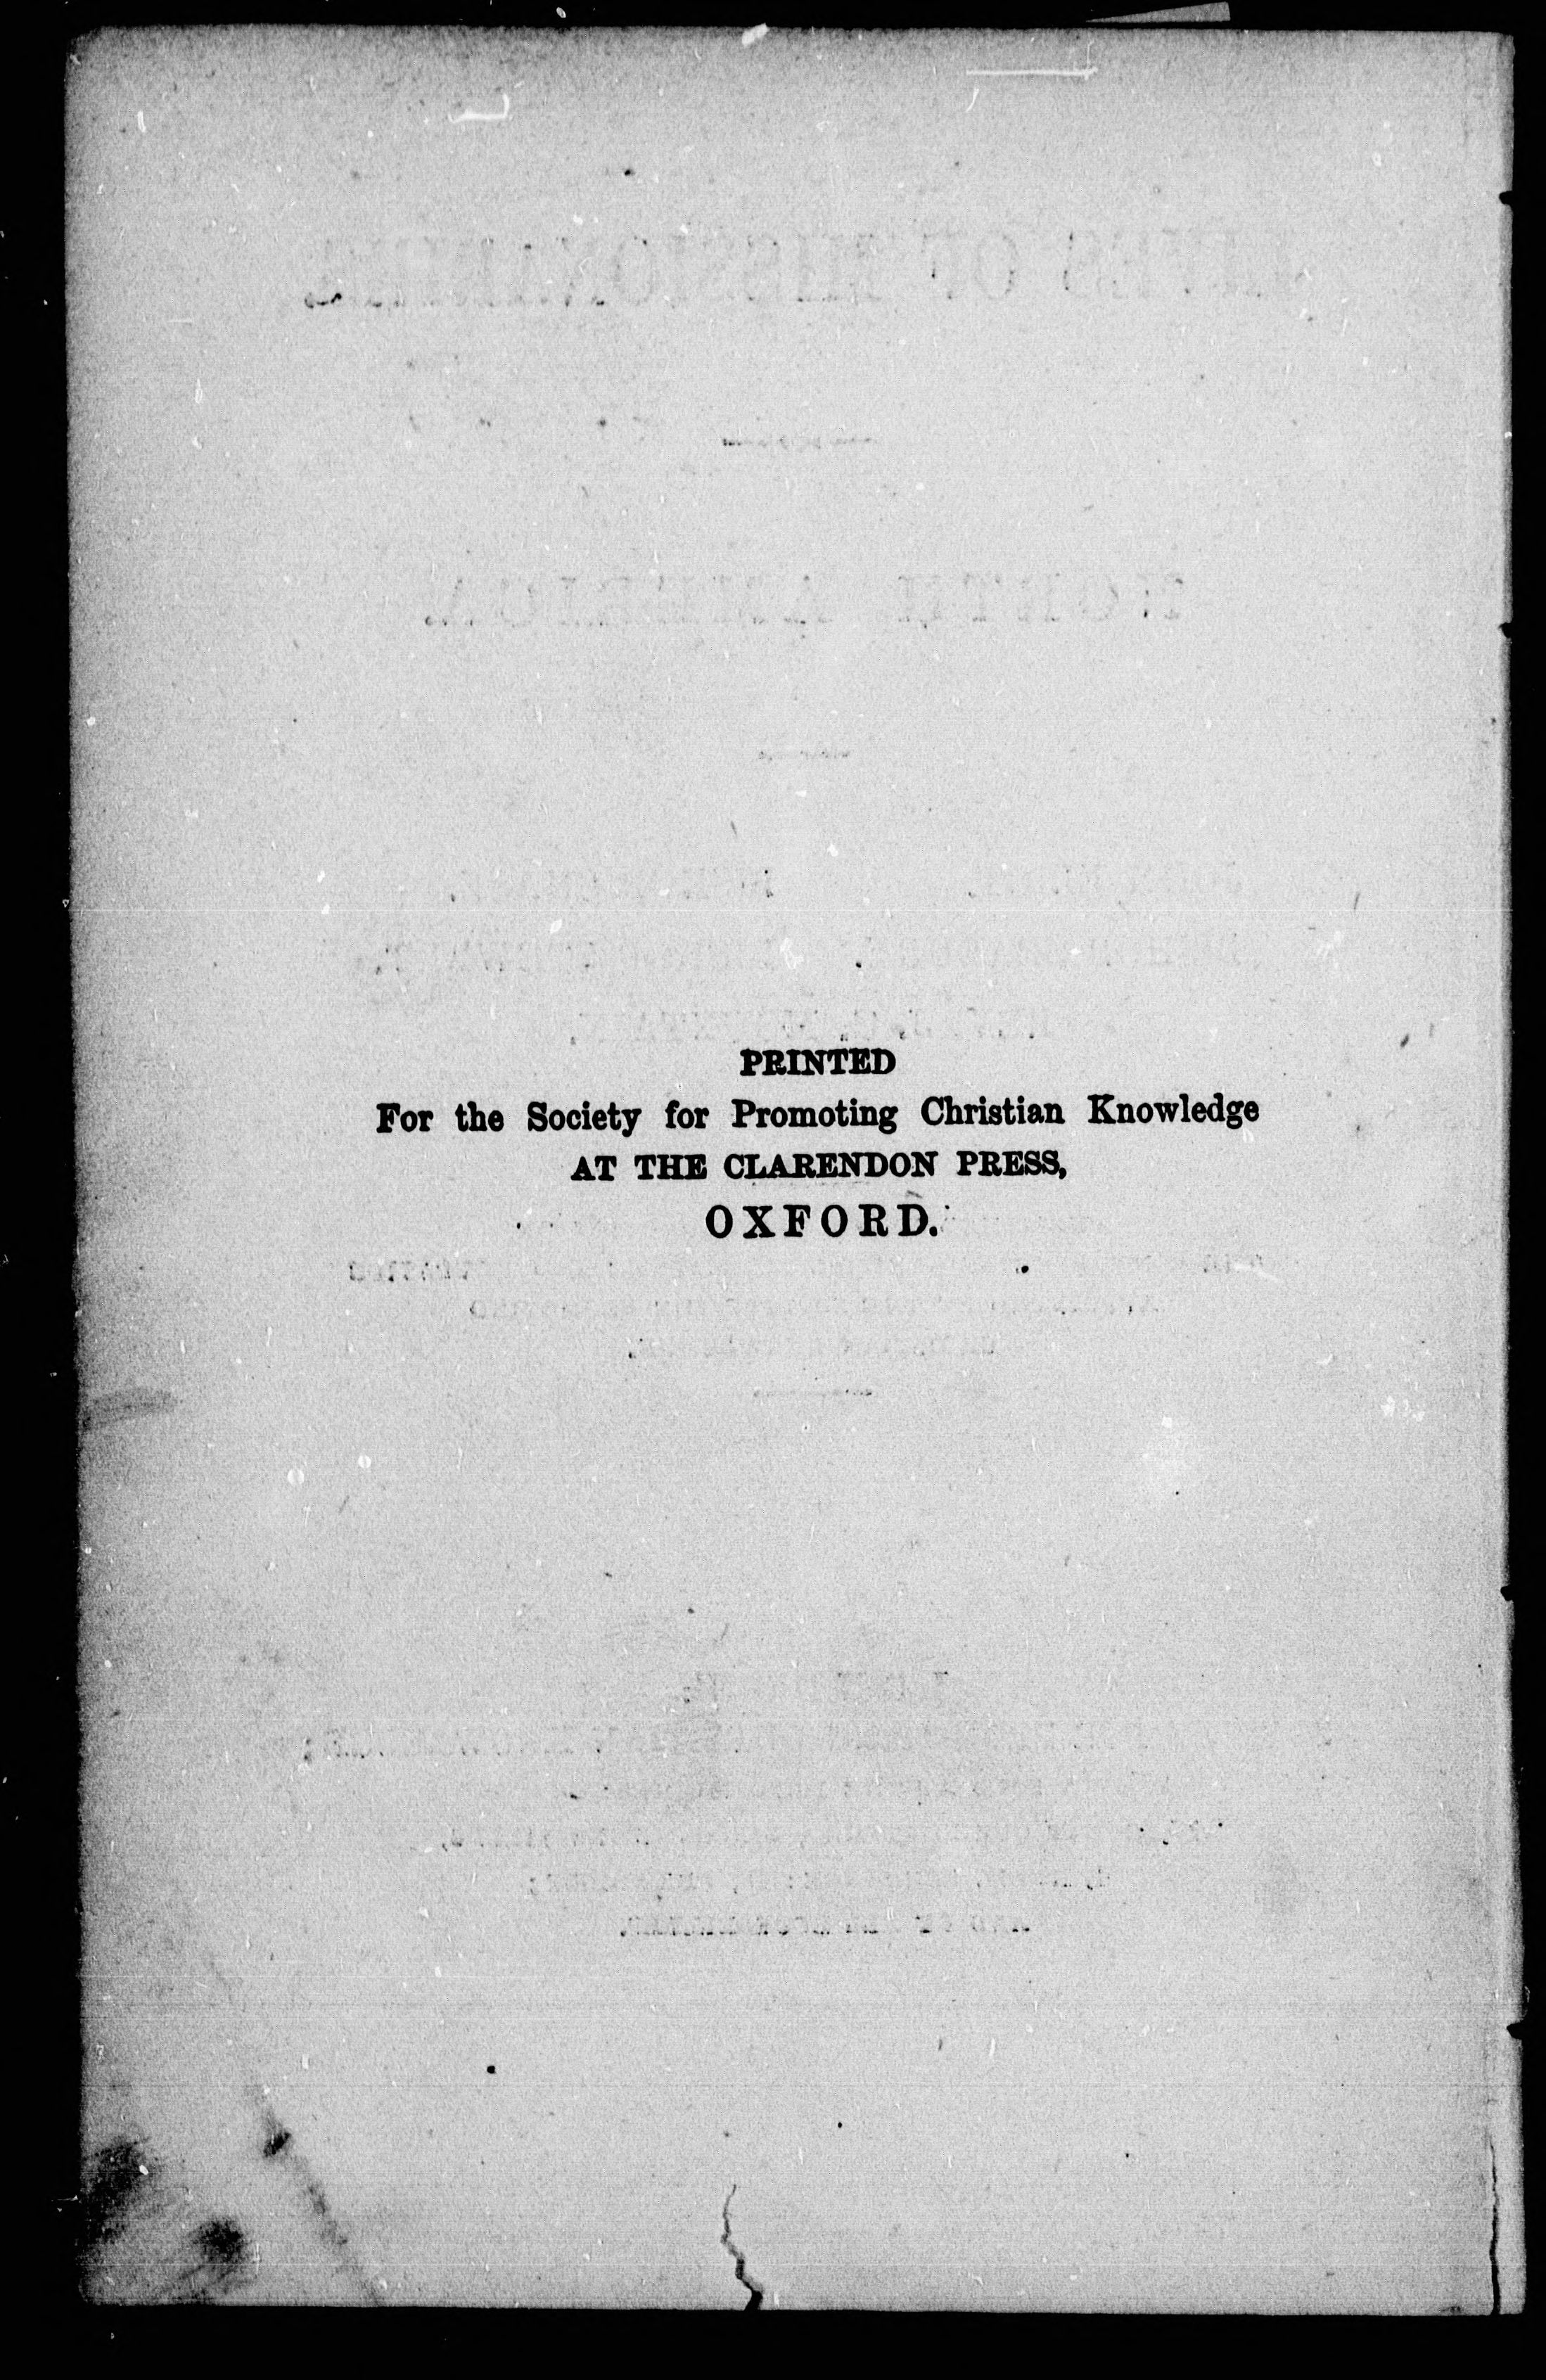 PRINTED
For the Society for Promoting Christian Knowledge
AT THE CLARENDON PRESS,
OXFORD.